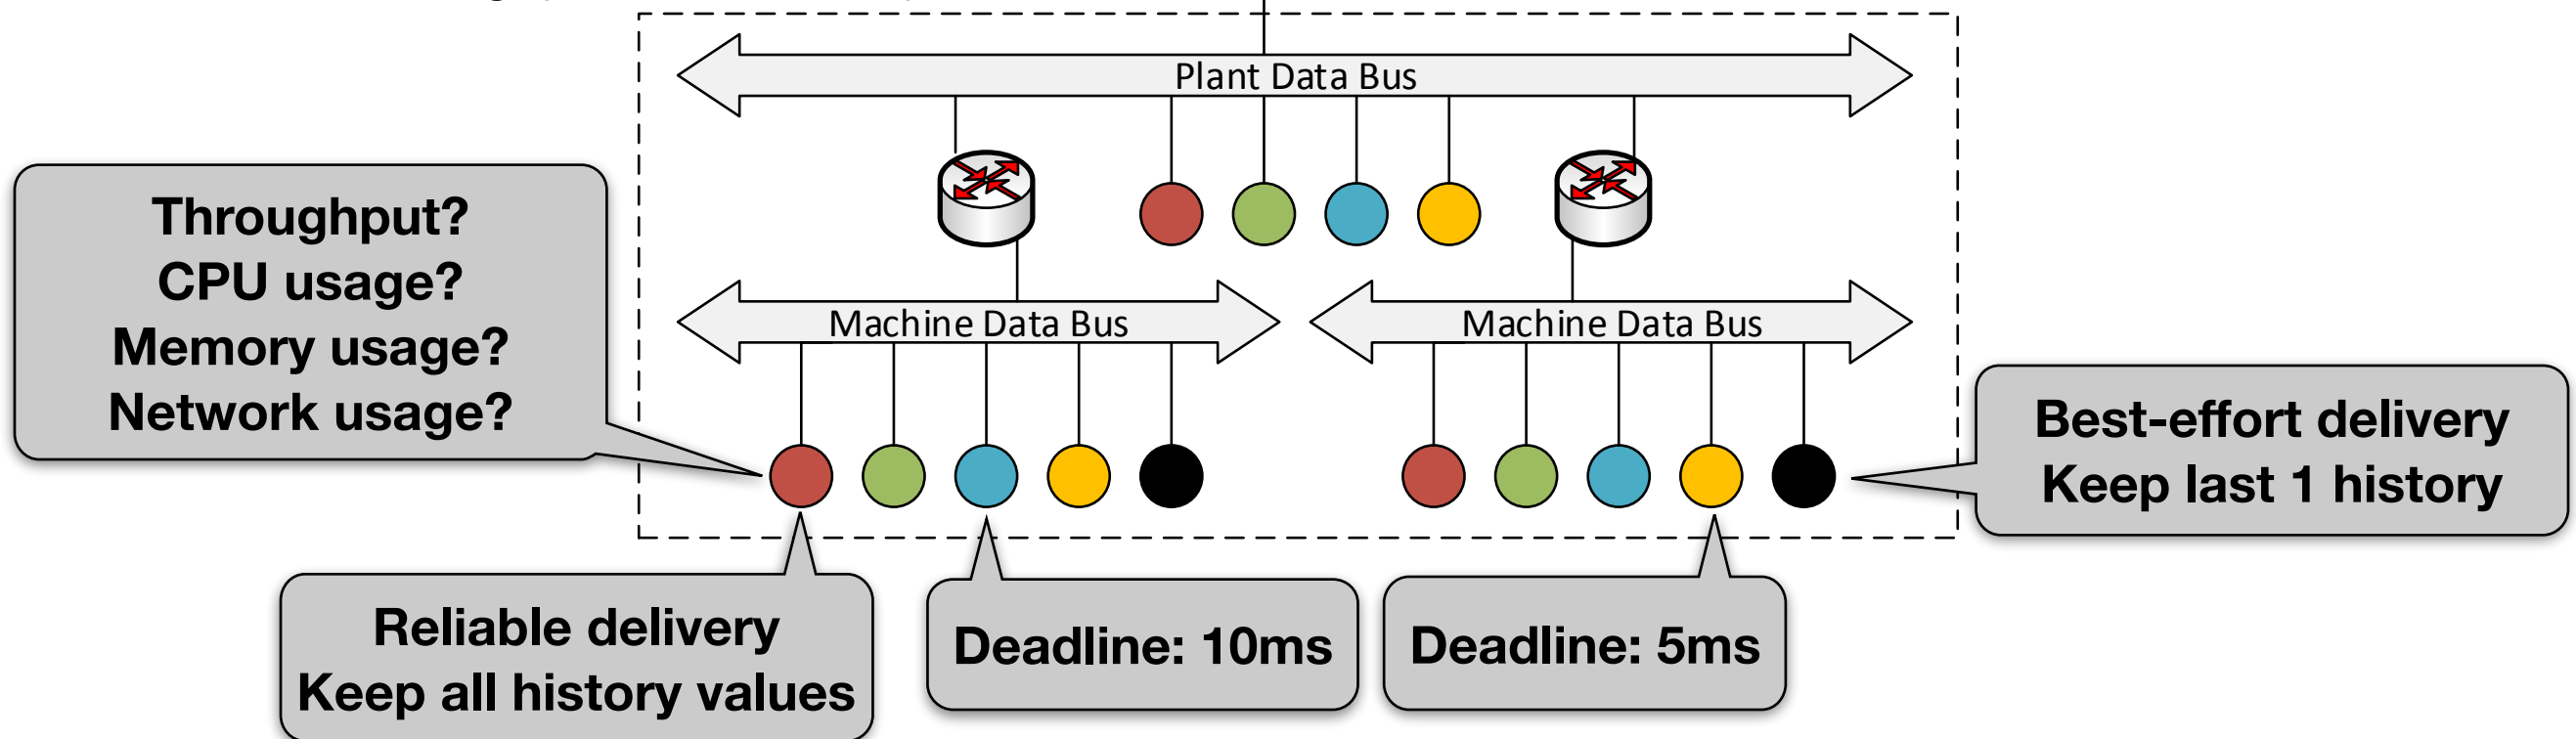 Plant Data Bus
Throughput?
CPU usage?
Memory usage?
Network usage?
Machine Data Bus
Machine Data Bus
Best-effort delivery
Keep last 1 history
Reliable delivery
Keep all history values
Deadline: 10ms
Deadline: 5ms